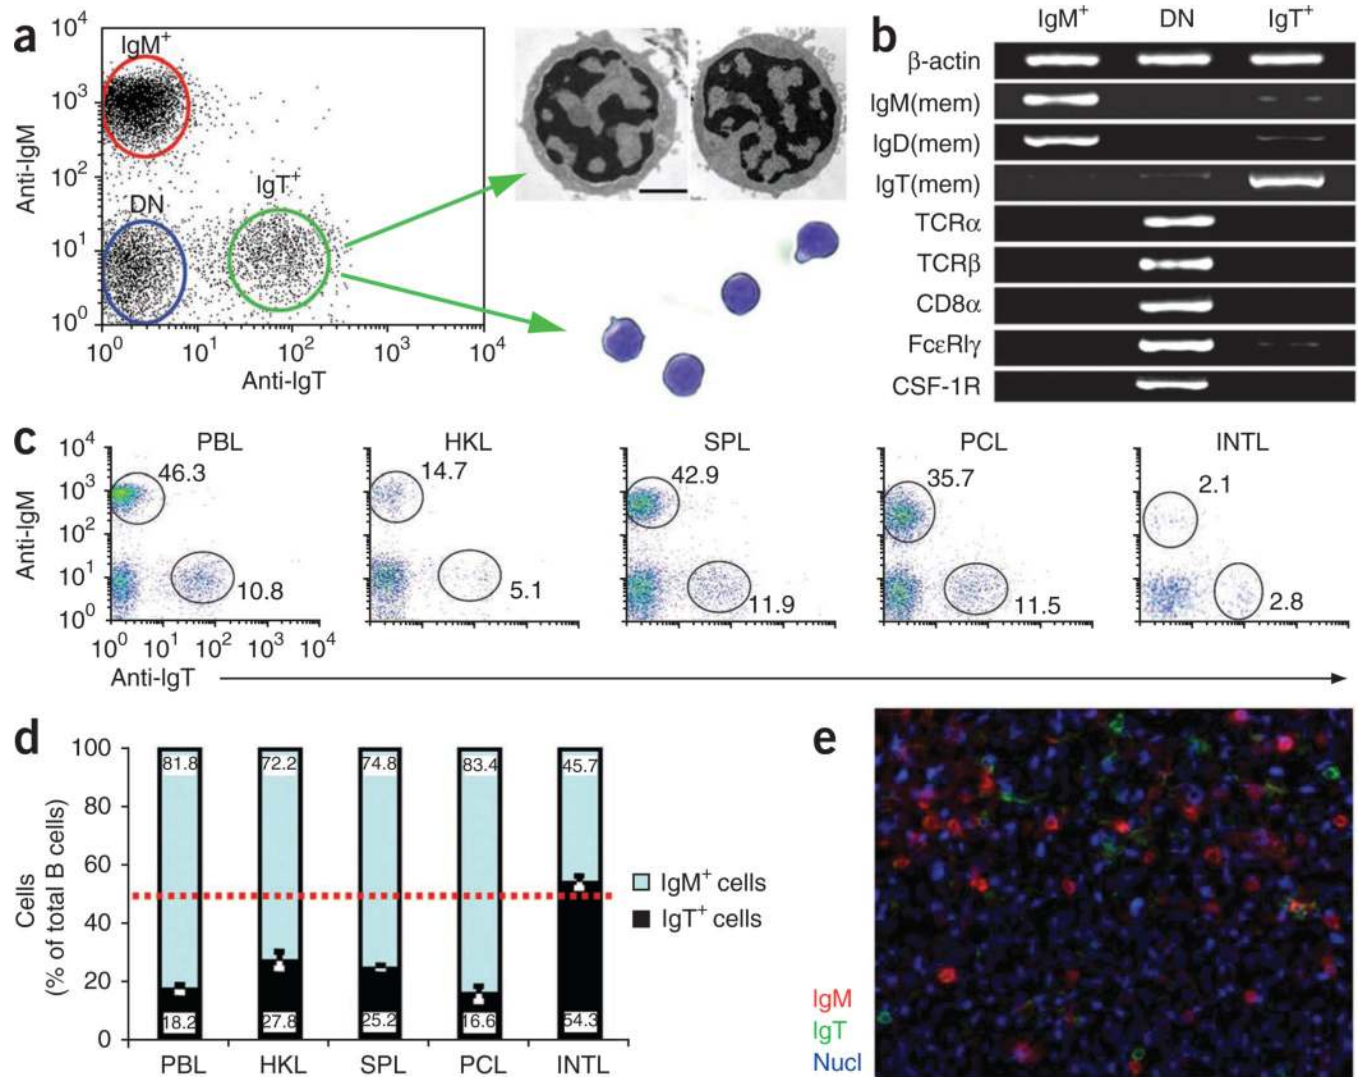 a
Anti-IgM
10⁴
10³
10²
10¹
10⁰
IgM⁺
DN
IgT⁺
10⁰ 10¹ 10² 10³ 10⁴
Anti-IgT
b
IgM⁺ DN IgT⁺
β-actin
IgM(mem)
IgD(mem)
IgT(mem)
TCRα
TCRβ
CD8α
FcεRIγ
CSF-1R
c
PBL HKL SPL PCL INTL
Anti-IgM
10⁴
10³
10²
10¹
10⁰
46.3
10.8
14.7
5.1
42.9
11.9
35.7
11.5
2.1
2.8
10⁰ 10¹ 10² 10³ 10⁴
Anti-IgT
d
Cells
(% of total B cells)
100
80
60
40
20
0
81.8 72.2 74.8 83.4 45.7
18.2 27.8 25.2 16.6 54.3
PBL HKL SPL PCL INTL
IgM⁺ cells
IgT⁺ cells
e
IgM
IgT
Nucl